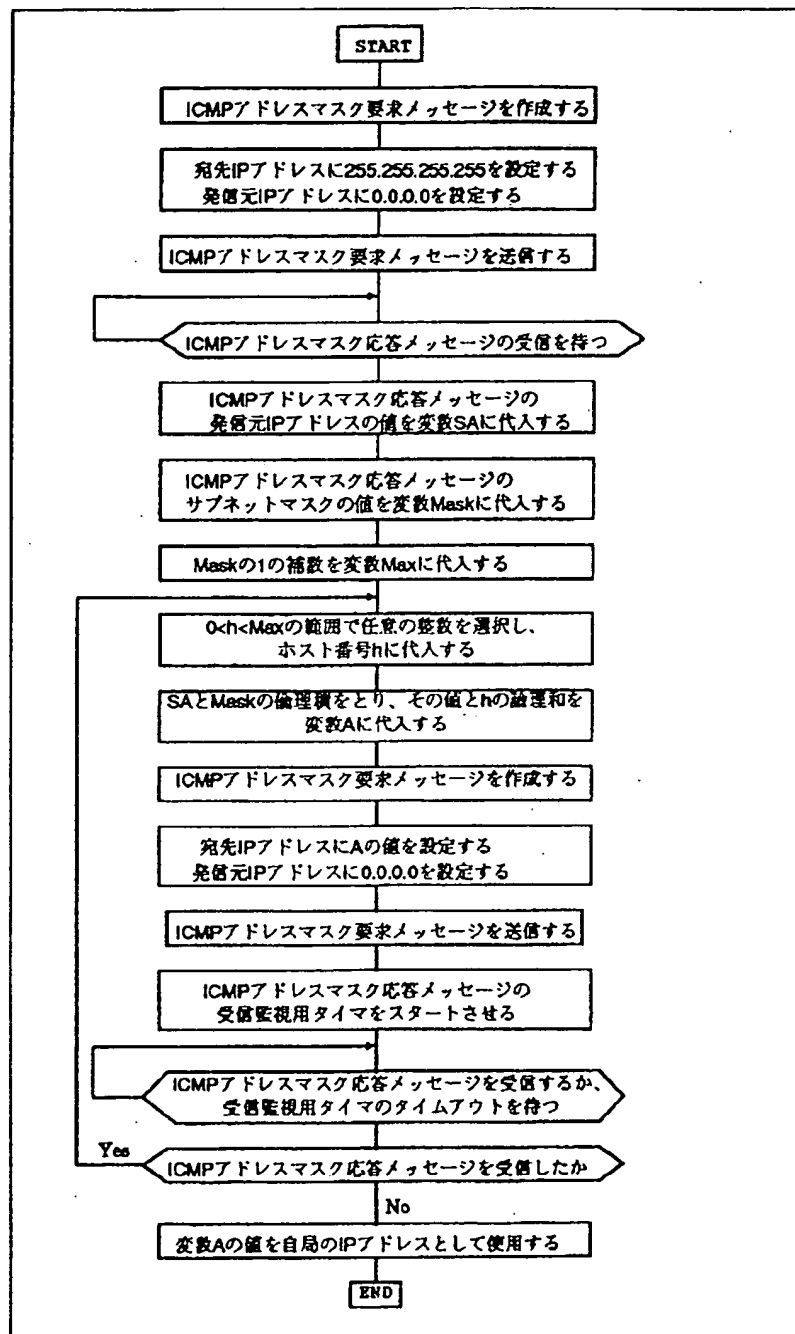 START
ICMPアドレスマスク要求メッセージを作成する
宛先IPアドレスに255.255.255.255を設定する
発信元IPアドレスに0.0.0.0を設定する
ICMPアドレスマスク要求メッセージを送信する
ICMPアドレスマスク応答メッセージの受信を待つ
ICMPアドレスマスク応答メッセージの
発信元IPアドレスの値を変数SAに代入する
ICMPアドレスマスク応答メッセージの
サブネットマスクの値を変数Maskに代入する
Maskの1の補数を変数Maxに代入する
0<h<Maxの範囲で任意の整数を選択し、
ホスト番号hに代入する
SAとMaskの論理積をとり、その値とhの論理和を
変数Aに代入する
ICMPアドレスマスク要求メッセージを作成する
宛先IPアドレスにAの値を設定する
発信元IPアドレスに0.0.0.0を設定する
ICMPアドレスマスク要求メッセージを送信する
ICMPアドレスマスク応答メッセージの
受信監視用タイマをスタートさせる
ICMPアドレスマスク応答メッセージを受信するか、
受信監視用タイマのタイムアウトを待つ
Yes
ICMPアドレスマスク応答メッセージを受信したか
No
変数Aの値を自局のIPアドレスとして使用する
END